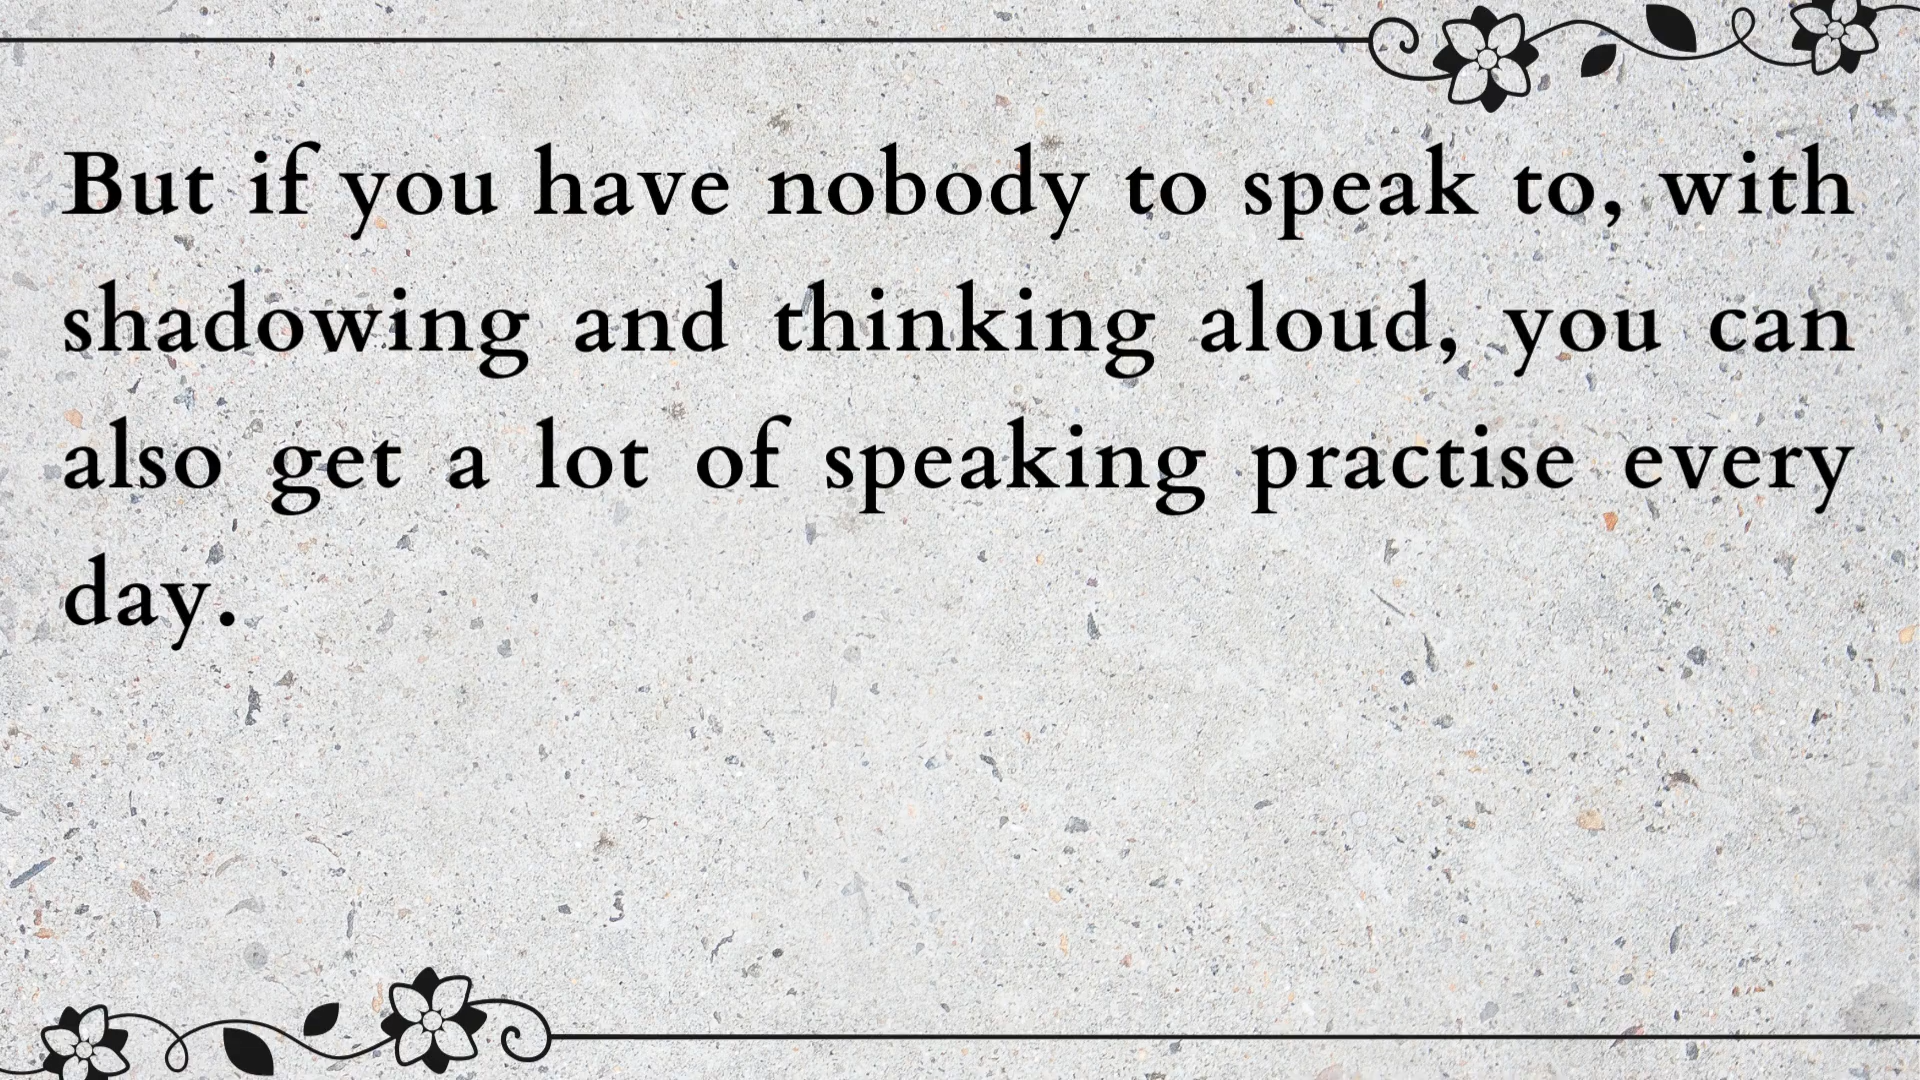 But if you have nobody to speak to, with
shadowing and thinking aloud, you can
also get a lot of speaking practise every
day.